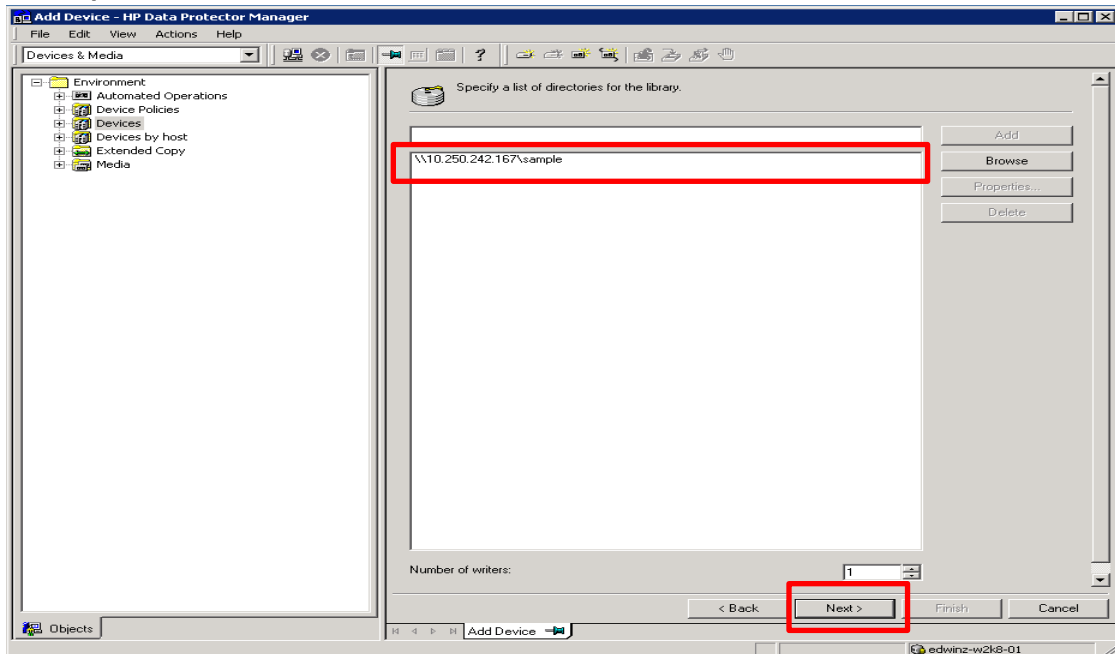 Add Device - HP Data Protector Manager
File Edit View Actions Help
Devices & Media
Environment
Automated Operations
Device Policies
Devices
Devices by host
Extended Copy
Media
Specify a list of directories for the library.
Add
\\10.250.242.167\sample
Browse
Properties...
Delete
Number of writers:
1
< Back
Next >
Finish
Cancel
Objects
Add Device
edwinz-w2k8-01